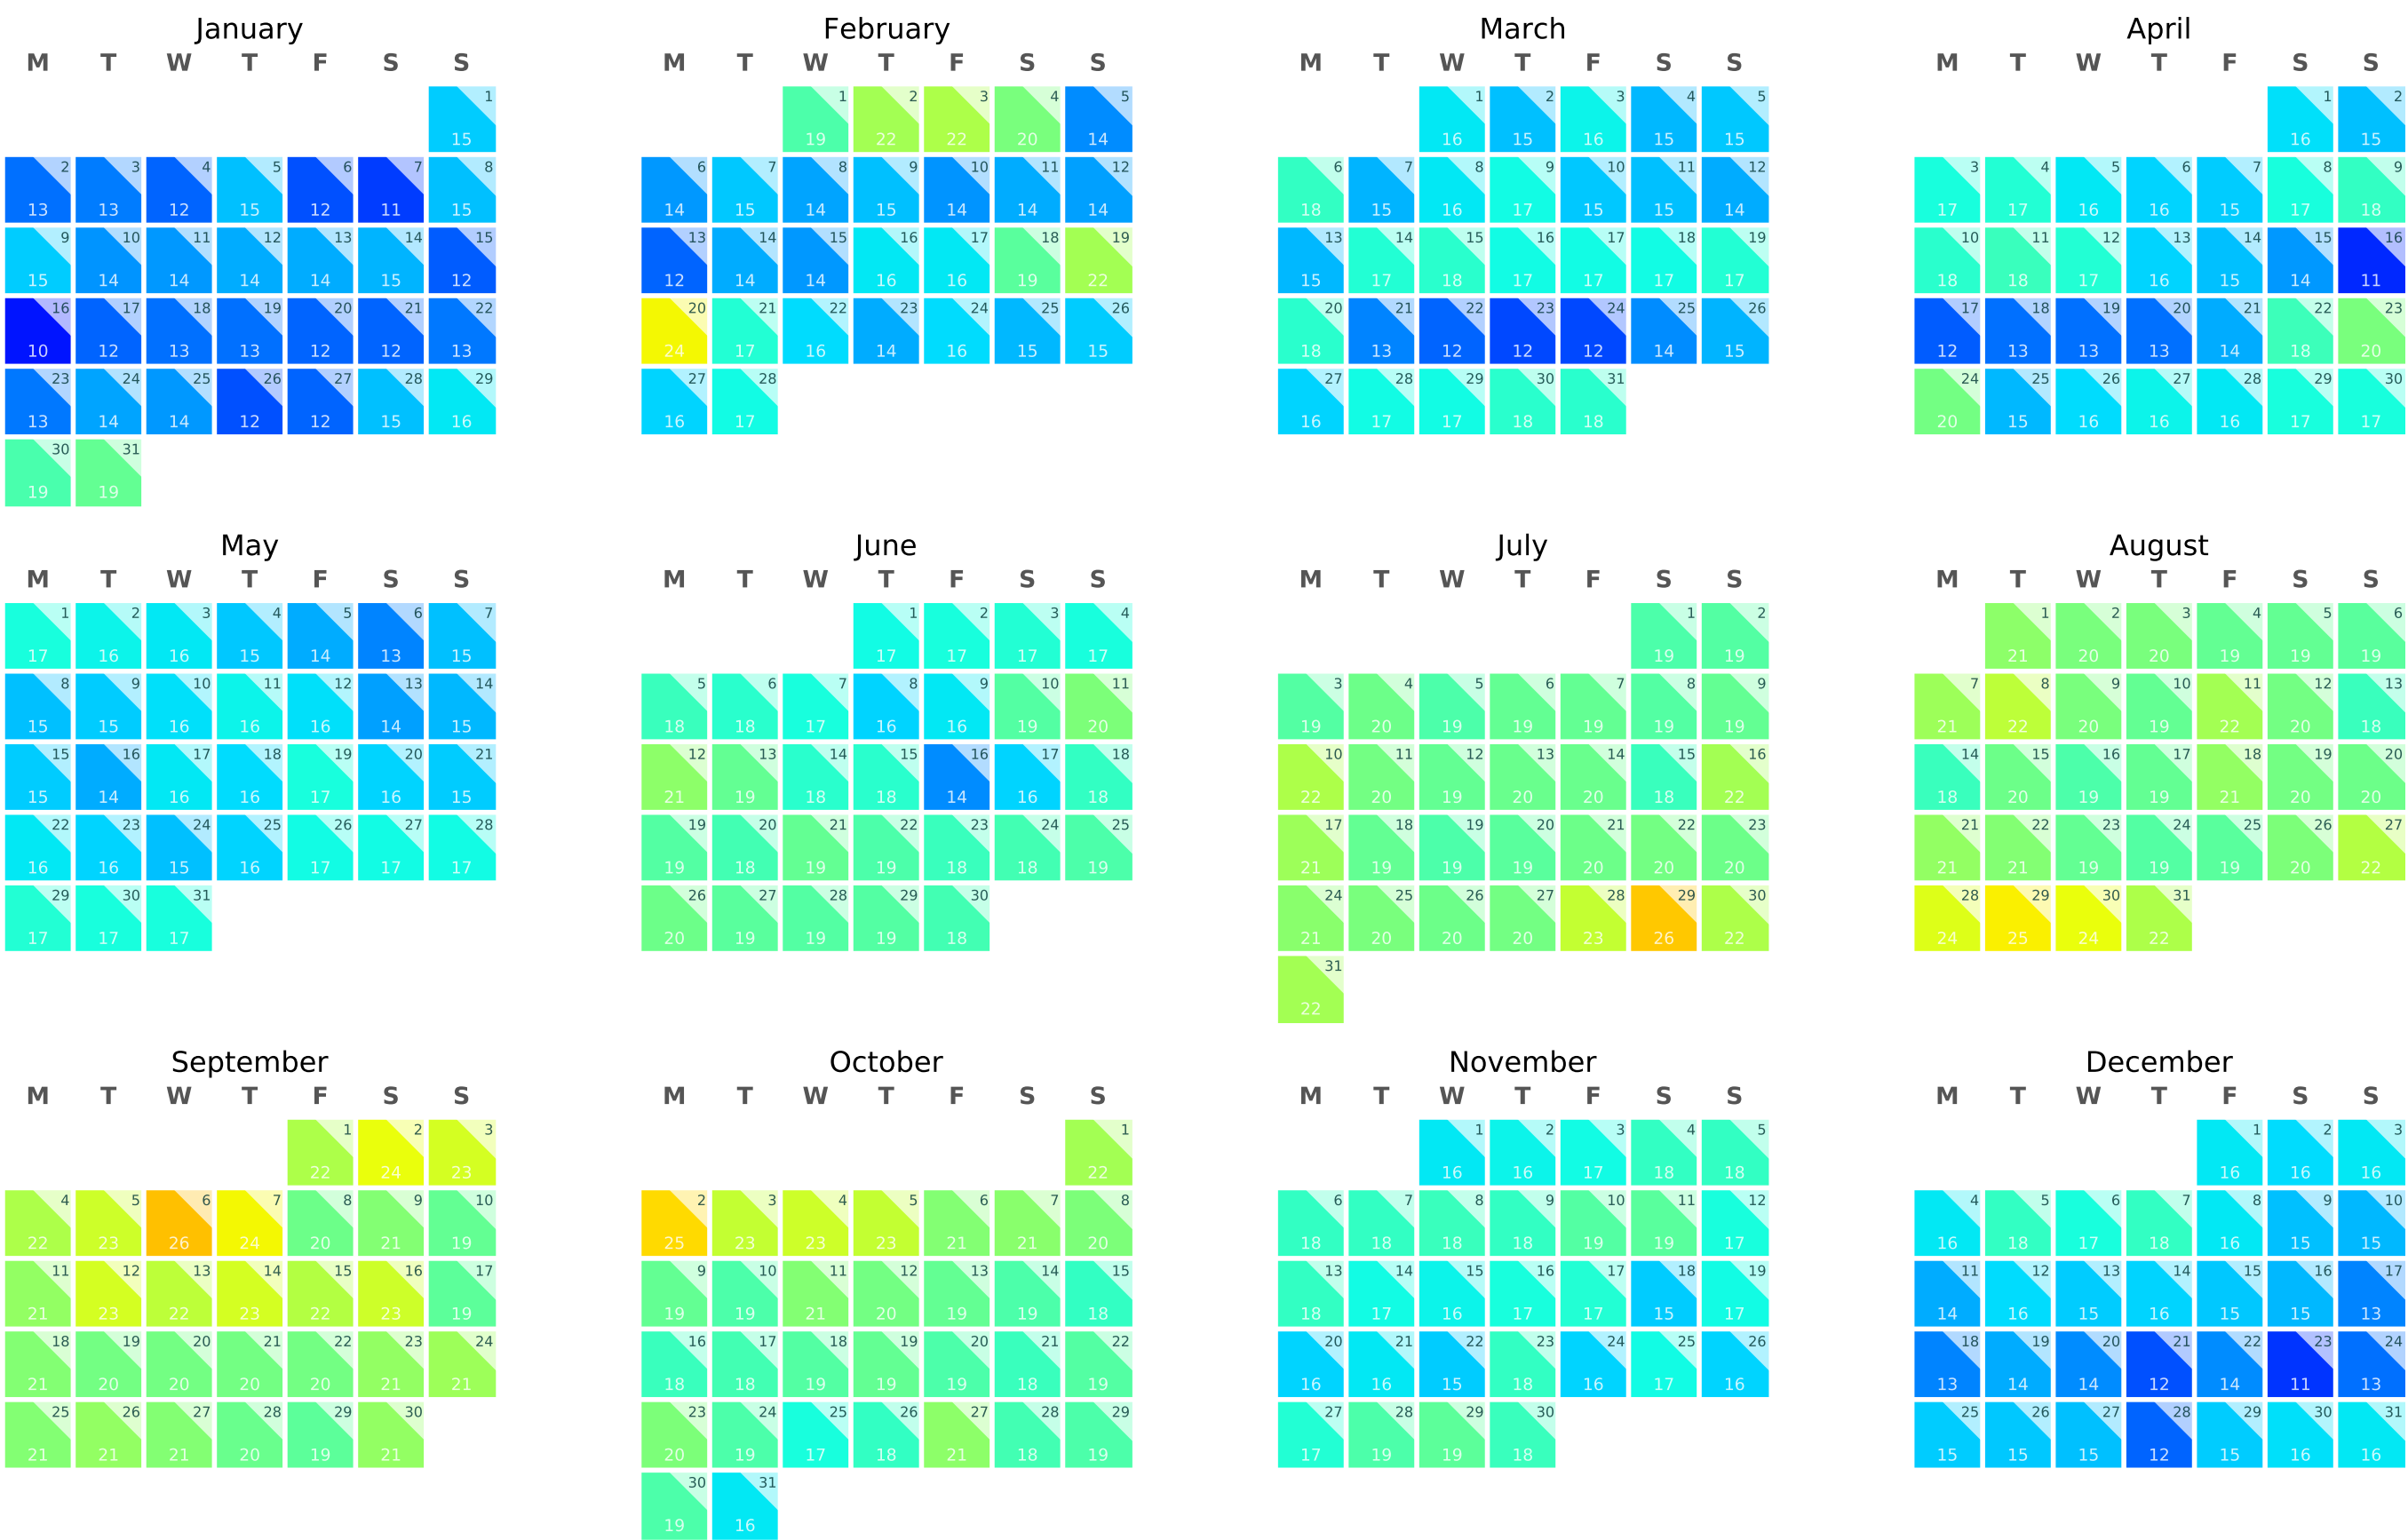 January February March April
M T W T F S S M T W T F S S M T W T F S S M T W T F S S
1 1 2 3 4 5 1 2 3 4 5 1 2
15 19 22 22 20 14 16 15 16 15 15 16 15
2 3 4 5 6 7 8 6 7 8 9 10 11 12 6 7 8 9 10 11 12 3 4 5 6 7 8 9
13 13 12 15 12 11 15 14 15 14 15 14 14 14 18 15 16 17 15 15 14 17 17 16 16 15 17 18
9 10 11 12 13 14 15 13 14 15 16 17 18 19 13 14 15 16 17 18 19 10 11 12 13 14 15 16
15 14 14 14 14 15 12 12 14 14 16 16 19 22 15 17 18 17 17 17 17 18 18 17 16 15 14 11
16 17 18 19 20 21 22 20 21 22 23 24 25 26 20 21 22 23 24 25 26 17 18 19 20 21 22 23
10 12 13 13 12 12 13 24 17 16 14 16 15 15 18 13 12 12 12 14 15 12 13 13 13 14 18 20
23 24 25 26 27 28 29 27 28 27 28 29 30 31 24 25 26 27 28 29 30
13 14 14 12 12 15 16 16 17 16 17 17 18 18 20 15 16 16 16 17 17
30 31
19 19
May June July August
M T W T F S S M T W T F S S M T W T F S S M T W T F S S
1 2 3 4 5 6 7 1 2 3 4 1 2 1 2 3 4 5 6
17 16 16 15 14 13 15 17 17 17 17 19 19 21 20 20 19 19 19
8 9 10 11 12 13 14 5 6 7 8 9 10 11 3 4 5 6 7 8 9 7 8 9 10 11 12 13
15 15 16 16 16 14 15 18 18 17 16 16 19 20 19 20 19 19 19 19 19 21 22 20 19 22 20 18
15 16 17 18 19 20 21 12 13 14 15 16 17 18 10 11 12 13 14 15 16 14 15 16 17 18 19 20
15 14 16 16 17 16 15 21 19 18 18 14 16 18 22 20 19 20 20 18 22 18 20 19 19 21 20 20
22 23 24 25 26 27 28 19 20 21 22 23 24 25 17 18 19 20 21 22 23 21 22 23 24 25 26 27
16 16 15 16 17 17 17 19 18 19 19 18 18 19 21 19 19 19 20 20 20 21 21 19 19 19 20 22
29 30 31 26 27 28 29 30 24 25 26 27 28 29 30 28 29 30 31
17 17 17 20 19 19 19 18 21 20 20 20 23 26 22 24 25 24 22
31
22
September October November December
M T W T F S S M T W T F S S M T W T F S S M T W T F S S
1 2 3 1 1 2 3 4 5 1 2 3
22 24 23 22 16 16 17 18 18 16 16 16
4 5 6 7 8 9 10 2 3 4 5 6 7 8 6 7 8 9 10 11 12 4 5 6 7 8 9 10
22 23 26 24 20 21 19 25 23 23 23 21 21 20 18 18 18 18 19 19 17 16 18 17 18 16 15 15
11 12 13 14 15 16 17 9 10 11 12 13 14 15 13 14 15 16 17 18 19 11 12 13 14 15 16 17
21 23 22 23 22 23 19 19 19 21 20 19 19 18 18 17 16 17 17 15 17 14 16 15 16 15 15 13
18 19 20 21 22 23 24 16 17 18 19 20 21 22 20 21 22 23 24 25 26 18 19 20 21 22 23 24
21 20 20 20 20 21 21 18 18 19 19 19 18 19 16 16 15 18 16 17 16 13 14 14 12 14 11 13
25 26 27 28 29 30 23 24 25 26 27 28 29 27 28 29 30 25 26 27 28 29 30 31
21 21 21 20 19 21 20 19 17 18 21 18 19 17 19 19 18 15 15 15 12 15 16 16
30 31
19 16